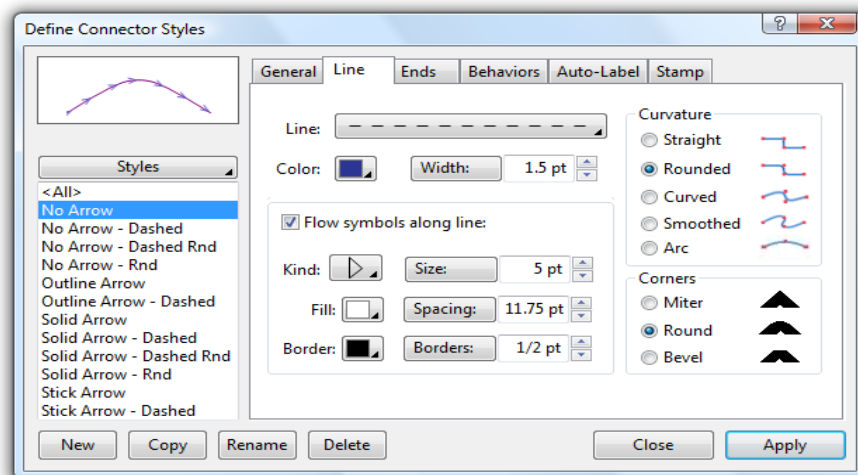 Define Connector Styles
?
General Line Ends Behaviors Auto-Label Stamp
Styles
<All>
No Arrow
No Arrow - Dashed
No Arrow - Dashed Rnd
No Arrow - Rnd
Outline Arrow
Outline Arrow - Dashed
Solid Arrow
Solid Arrow - Dashed
Solid Arrow - Dashed Rnd
Solid Arrow - Rnd
Stick Arrow
Stick Arrow - Dashed
Line:
Color: Width: 1.5 pt
Flow symbols along line:
Kind: Size: 5 pt
Fill: Spacing: 11.75 pt
Border: Borders: 1/2 pt
Curvature
Straight
Rounded
Curved
Smoothed
Arc
Corners
Miter
Round
Bevel
New Copy Rename Delete Close Apply